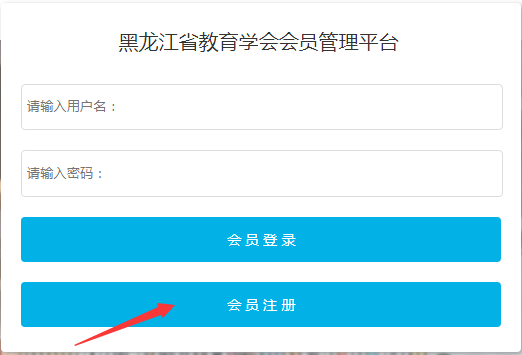 黑龙江省教育学会会员管理平台
请输入用户名：
请输入密码：
会员登录
会员注册